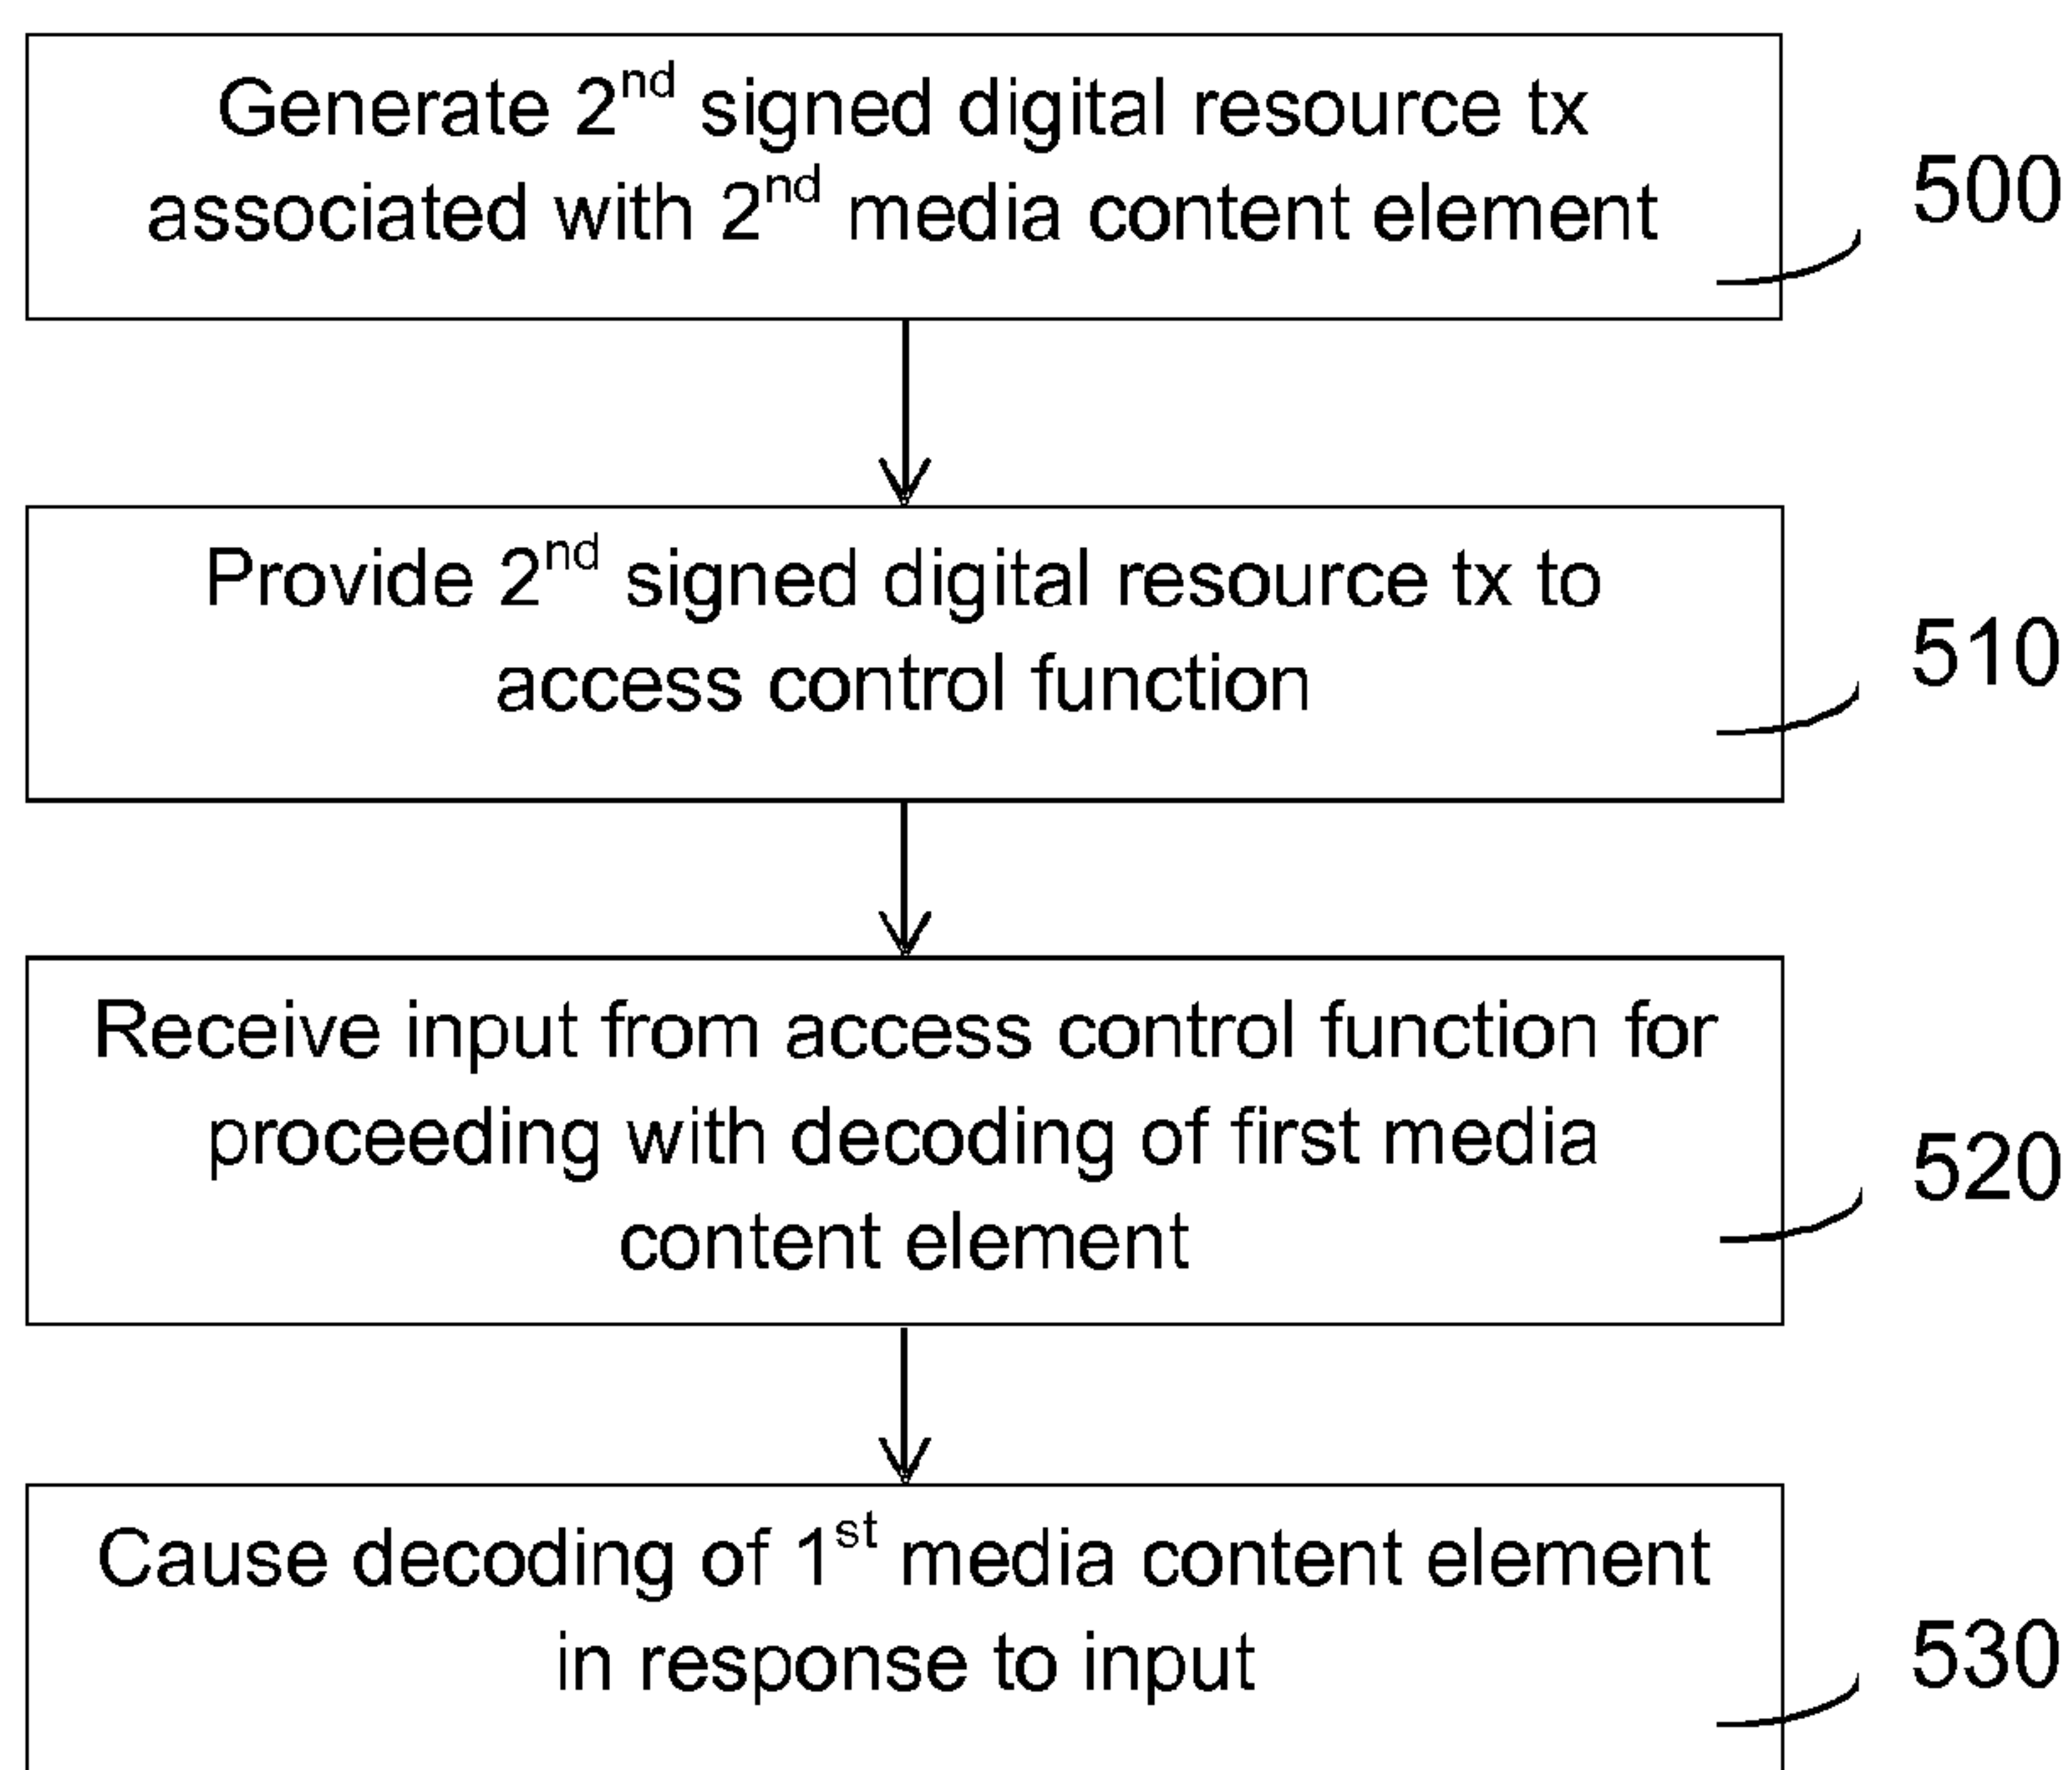 Generate 2nd signed digital resource tx
associated with 2nd media content element
500
Provide 2nd signed digital resource tx to
access control function
510
Receive input from access control function for
proceeding with decoding of first media
content element
520
Cause decoding of 1st media content element
in response to input
530